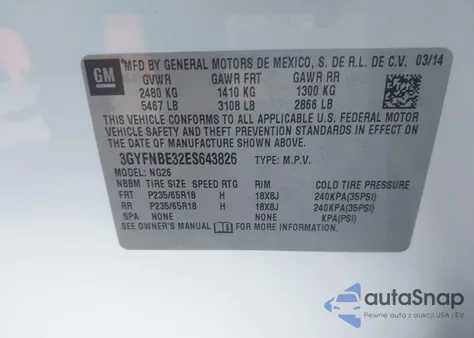 GM
MFD BY GENERAL MOTORS DE MEXICO, S. DE R.L. DE C.V. 03/14
GVWR GAWR FRT GAWR RR
2480 KG 1410 KG 1300 KG
5467 LB 3108 LB 2866 LB
THIS VEHICLE CONFORMS TO ALL APPLICABLE U.S. FEDERAL MOTOR
VEHICLE SAFETY AND THEFT PREVENTION STANDARDS IN EFFECT ON
THE DATE OF MANUFACTURE SHOWN ABOVE.
3GYFNBE32ES643826 TYPE: M.P.V.
MODEL: NG26
NBBM TIRE SIZE SPEED RTG RIM COLD TIRE PRESSURE
FRT P235/65R18 H 18X8J 240KPA(35PSI)
RR P235/65R18 H 18X8J 240KPA(35PSI)
SPA NONE NONE KPA(PSI)
SEE OWNER'S MANUAL FOR MORE INFORMATION.
autoSnap
Pewne auta z aukcji USA i EU